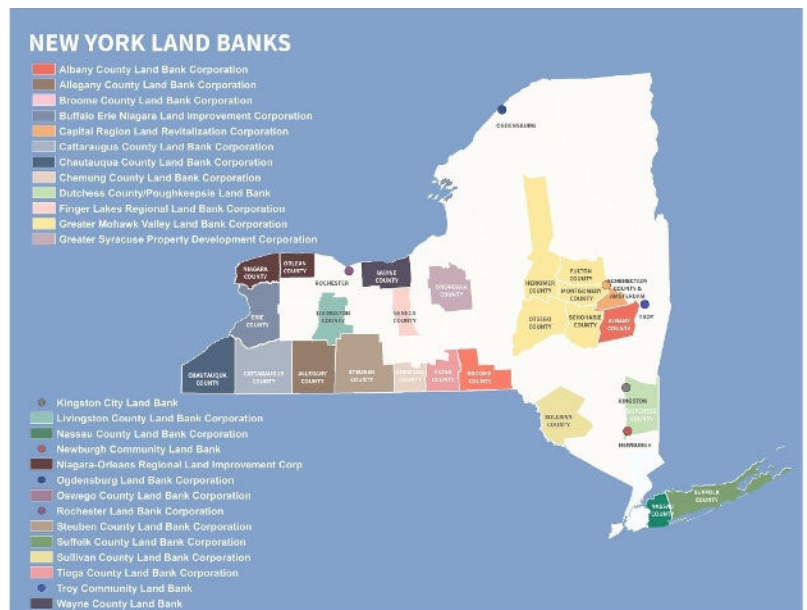 NEW YORK LAND BANKS
Albany County Land Bank Corporation
Allegany County Land Bank Corporation
Broome County Land Bank Corporation
Buffalo Erie Niagara Land Improvement Corporation
Capital Region Land Revitalization Corporation
Cattaraugus County Land Bank Corporation
Chautauqua County Land Bank Corporation
Chemung County Land Bank Corporation
Dutchess County/Poughkeepsie Land Bank
Finger Lakes Regional Land Bank Corporation
Greater Mohawk Valley Land Bank Corporation
Greater Syracuse Property Development Corporation
OGDENSBURG
NIAGARA
COUNTY
ORLEAN
COUNTY
ROCHESTER
WAYNE
COUNTY
ONONDAGA
COUNTY
HERKIMER
COUNTY
FULTON
COUNTY
MONTGOMERY
COUNTY
SCHENECTADY
COUNTY &
AMSTERDAM
ERIE
COUNTY
LIVINGSTON
COUNTY
SENECA
COUNTY
OTSEGO
COUNTY
SCHOHARIE
COUNTY
ALBANY
COUNTY
TROY
CHAUTAUQUA
COUNTY
CATTARAUGUS
COUNTY
ALLEGANY
COUNTY
STEUBEN
COUNTY
CHEMUNG
COUNTY
TIOGA
COUNTY
BROOME
COUNTY
KINGSTON
DUTCHESS
COUNTY
SULLIVAN
COUNTY
NEWBURGH
NASSAU
COUNTY
SUFFOLK
COUNTY
Kingston City Land Bank
Livingston County Land Bank Corporation
Nassau County Land Bank Corporation
Newburgh Community Land Bank
Niagara-Orleans Regional Land Improvement Corp
Ogdensburg Land Bank Corporation
Oswego County Land Bank Corporation
Rochester Land Bank Corporation
Steuben County Land Bank Corporation
Suffolk County Land Bank Corporation
Sullivan County Land Bank Corporation
Tioga County Land Bank Corporation
Troy Community Land Bank
Wayne County Land Bank